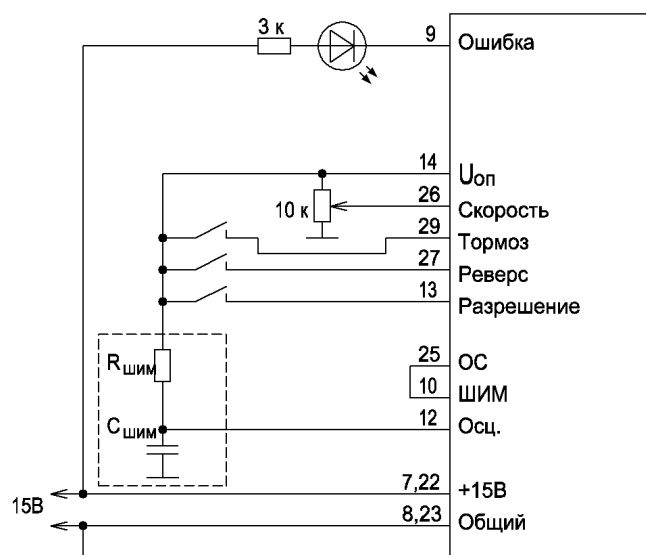 3 к
9
Ошибка
14
Uоп
26
10 к
Скорость
29
Тормоз
27
Реверс
13
Разрешение
25
ОС
Rшим
10
ШИМ
Cшим
12
Осц.
7,22
+15В
15В
8,23
Общий